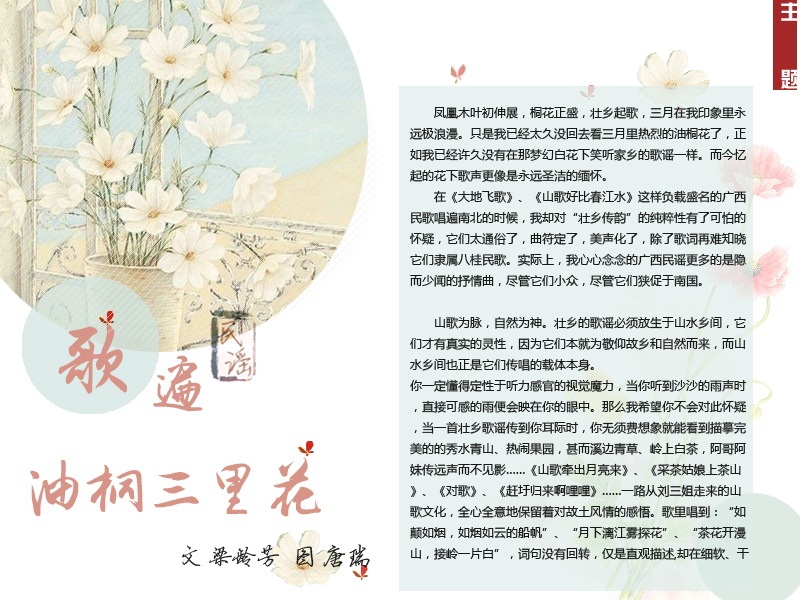 主
题
凤凰木叶初伸展，桐花正盛，壮乡起歌，三月在我印象里永
远极浪漫。只是我已经太久没回去看三月里热烈的油桐花了，正
如我已经许久没有在那梦幻白花下笑听家乡的歌谣一样。而今忆
起的花下歌声更像是永远圣洁的缅怀。
在《大地飞歌》、《山歌好比春江水》这样负载盛名的广西
民歌唱遍南北的时候，我却对“壮乡传韵”的纯粹性有了可怕的
怀疑，它们太通俗了，曲符定了，美声化了，除了歌词再难知晓
它们隶属八桂民歌。实际上，我心心念念的广西民谣更多的是隐
而少闻的抒情曲，尽管它们小众，尽管它们狭促于南国。
山歌为脉，自然为神。壮乡的歌谣必须放生于山水乡间，它
们才有真实的灵性，因为它们本就为敬仰故乡和自然而来，而山
水乡间也正是它们传唱的载体本身。
你一定懂得定性于听力感官的视觉魔力，当你听到沙沙的雨声时
，直接可感的雨便会映在你的眼中。那么我希望你不会对此怀疑
，当一首壮乡歌谣传到你耳际时，你无须费想象就能看到描摹完
美的的秀水青山、热闹果园，甚而溪边青草、岭上白茶，阿哥阿
妹传远声而不见影……《山歌牵出月亮来》、《采茶姑娘上茶山
》、《对歌》、《赶圩归来啊哩哩》……一路从刘三姐走来的山
歌文化，全心全意地保留着对故土风情的感悟。歌里唱到：“如
颠如烟，如烟如云的船帆”、“月下漓江雾探花”、“茶花开漫
山，接岭一片白”，词句没有回转，仅是直观描述,却在细软、干
民
谣
歌
遍
油桐三里花
文 梁龄芳 图 唐瑞